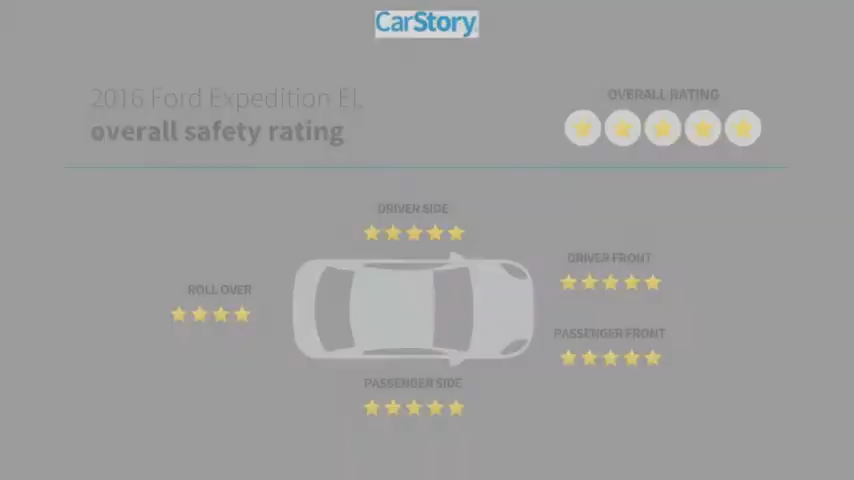 CarStory
2016 Ford Expedition EL
overall safety rating
OVERALL RATING
DRIVER SIDE
DRIVER FRONT
ROLL OVER
PASSENGER FRONT
PASSENGER SIDE